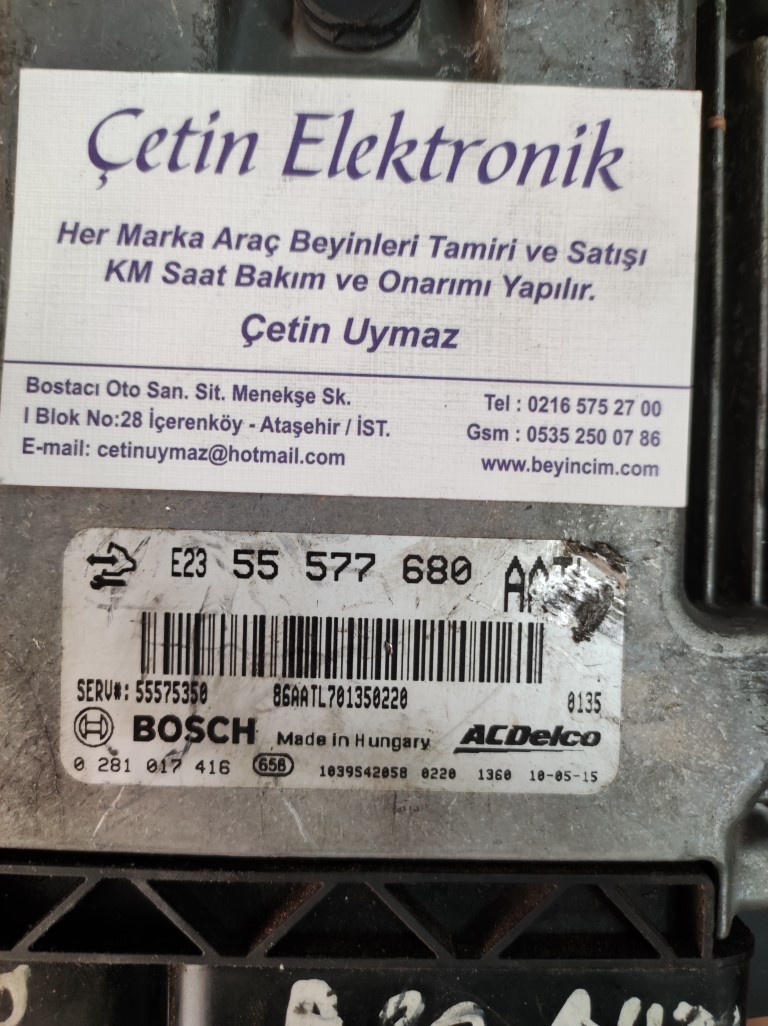 Çetin Elektronik
Her Marka Araç Beyinleri Tamiri ve Satışı
KM Saat Bakım ve Onarımı Yapılır.
Çetin Uymaz
Bostacı Oto San. Sit. Menekşe Sk.
I Blok No:28 İçerenköy - Ataşehir / İST.
E-mail: cetinuymaz@hotmail.com
Tel : 0216 575 27 00
Gsm : 0535 250 07 86
www.beyincim.com
E23 55 577 680
SERV#: 55575350 86AATL701350220 0135
BOSCH Made in Hungary ACDelco
0 281 017 416 656 1039S42058 0220 1360 10-05-15